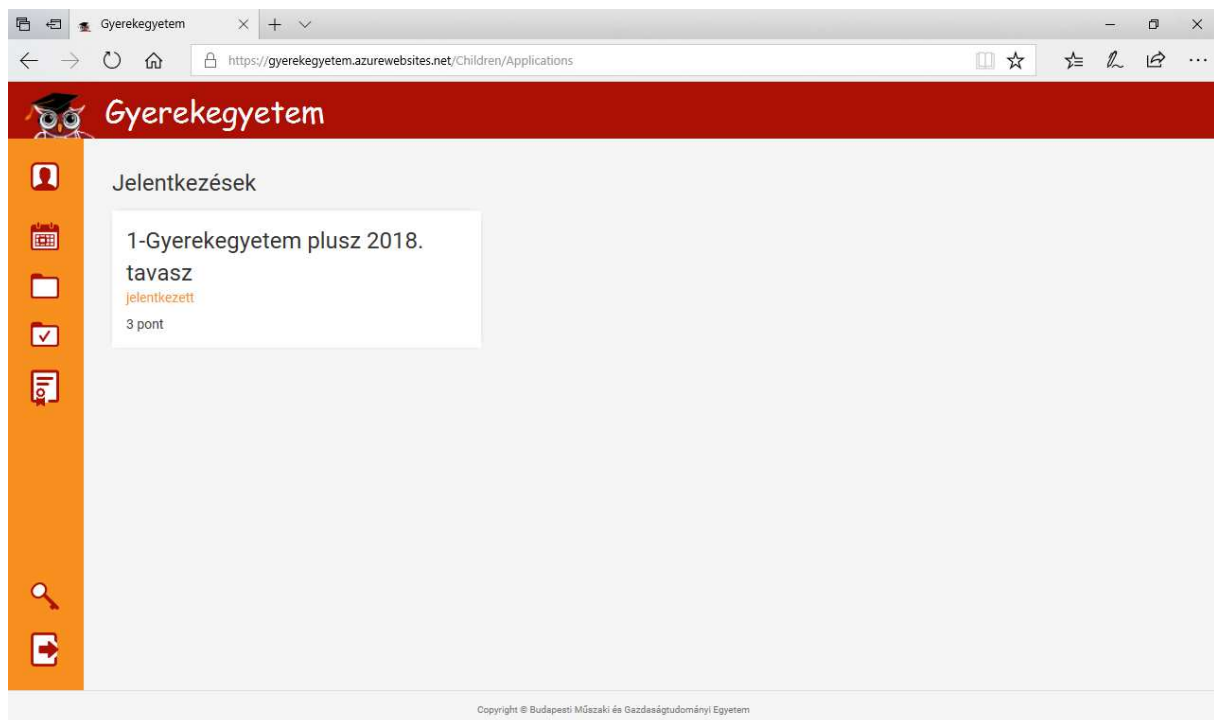 Gyerekegyetem
https://gyerekegyetem.azurewebsites.net/Children/Applications
Gyerekegyetem
Jelentkezések
1-Gyerekegyetem plusz 2018.
tavasz
jelentkezett
3 pont
Copyright © Budapesti Műszaki és Gazdaságtudományi Egyetem